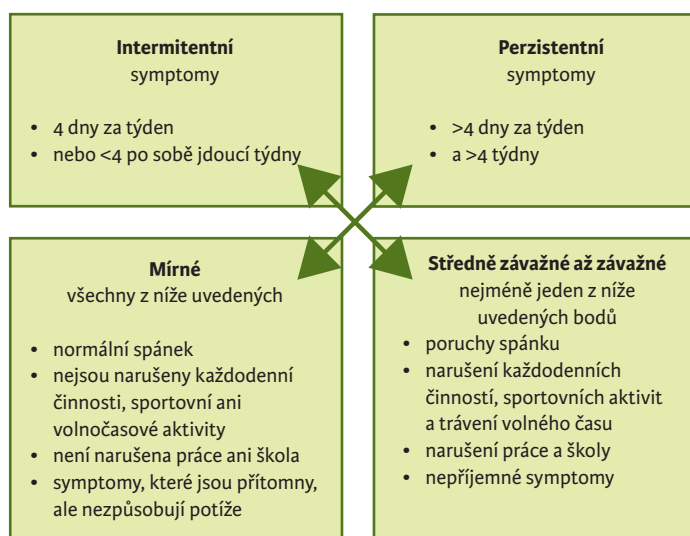 Intermitentní
symptomy
• 4 dny za týden
• nebo <4 po sobě jdoucí týdny
Perzistentní
symptomy
• >4 dny za týden
• a >4 týdny
Mírné
všechny z níže uvedených
• normální spánek
• nejsou narušeny každodenní
činnosti, sportovní ani
volnočasové aktivity
• není narušena práce ani škola
• symptomy, které jsou přítomny,
ale nezpůsobují potíže
Středně závažné až závažné
nejméně jeden z níže
uvedených bodů
• poruchy spánku
• narušení každodenních
činností, sportovních aktivit
a trávení volného času
• narušení práce a školy
• nepříjemné symptomy